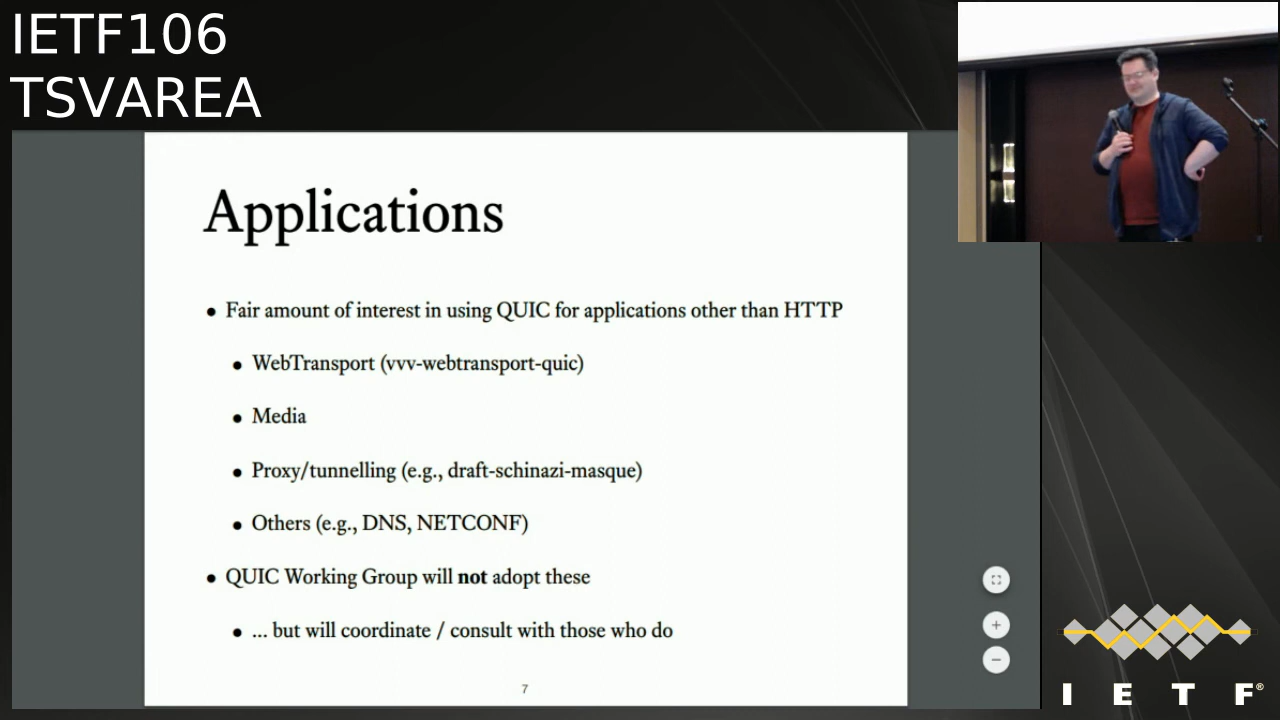 IETF106
TSVAREA
Applications
• Fair amount of interest in using QUIC for applications other than HTTP
• WebTransport (vvv-webtransport-quic)
• Media
• Proxy/tunnelling (e.g., draft-schinazi-masque)
• Others (e.g., DNS, NETCONF)
• QUIC Working Group will not adopt these
• ... but will coordinate / consult with those who do
7
I E T F®